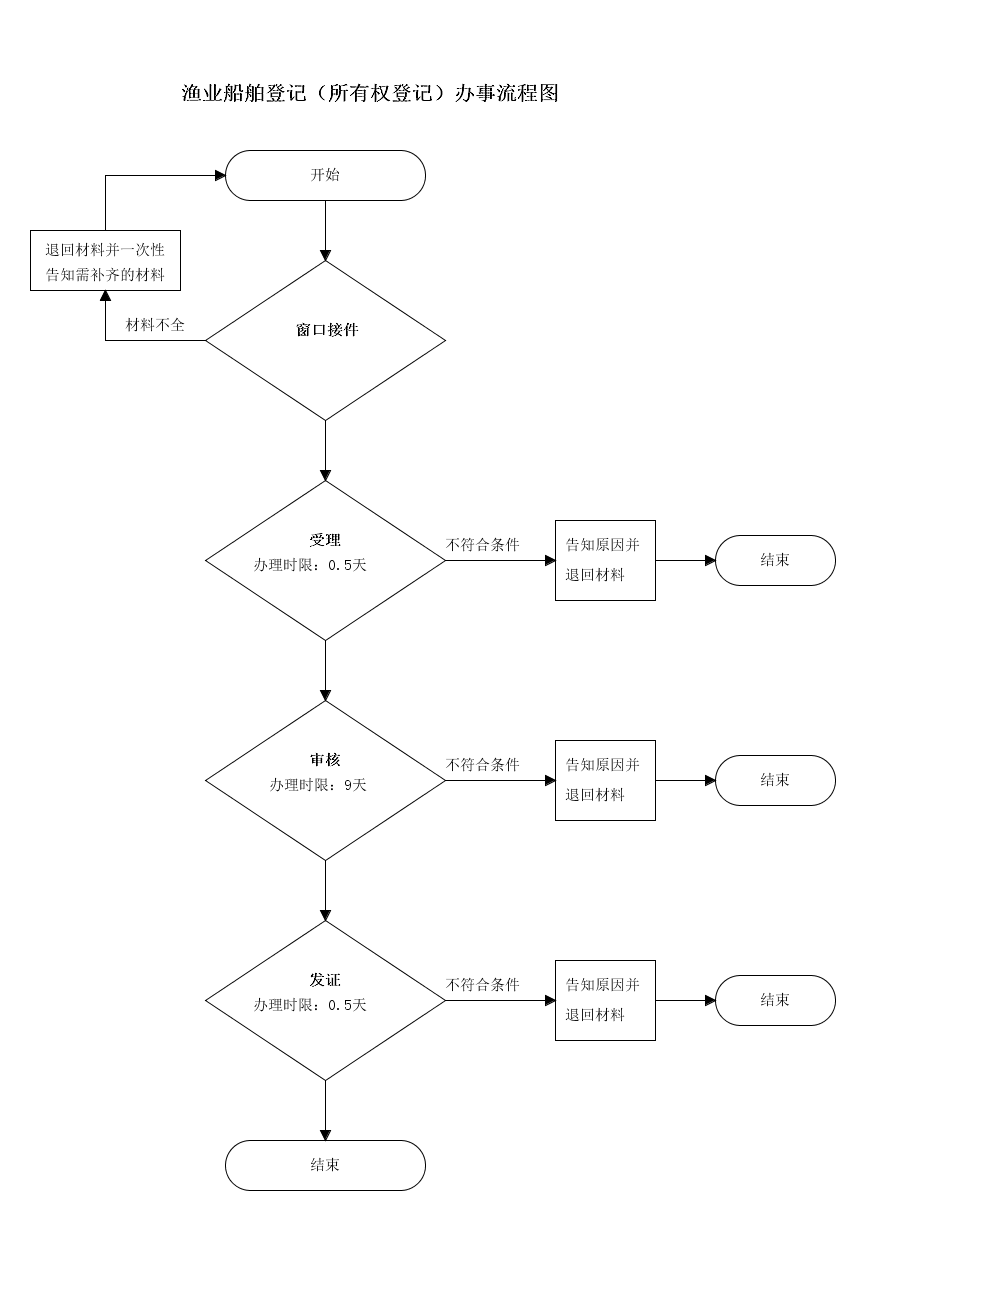 渔业船舶登记（所有权登记）办事流程图
开始
退回材料并一次性
告知需补齐的材料
材料不全
窗口接件
受理
办理时限：0.5天
不符合条件
告知原因并
退回材料
结束
审核
办理时限：9天
不符合条件
告知原因并
退回材料
结束
发证
办理时限：0.5天
不符合条件
告知原因并
退回材料
结束
结束